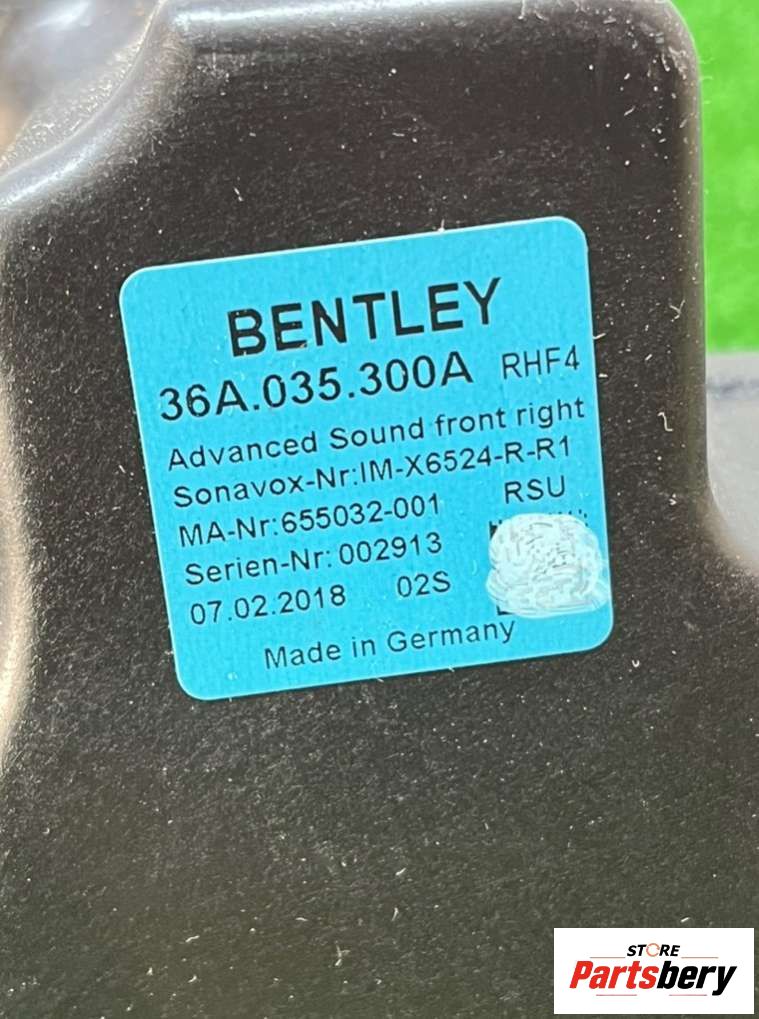 BENTLEY
36A.035.300A RHF4
Advanced Sound front right
Sonavox-Nr:IM-X6524-R-R1
MA-Nr:655032-001 RSU
Serien-Nr: 002913
07.02.2018 02S
Made in Germany
STORE
Partsbery